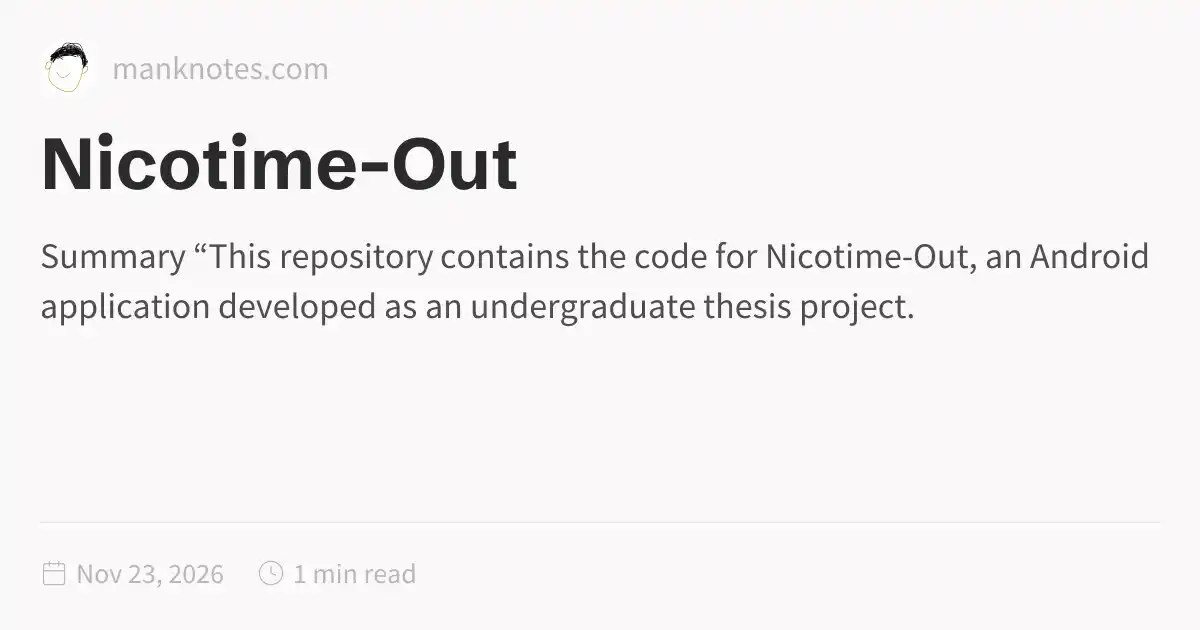 manknotes.com
Nicotime-Out
Summary “This repository contains the code for Nicotime-Out, an Android
application developed as an undergraduate thesis project.
Nov 23, 2026 1 min read